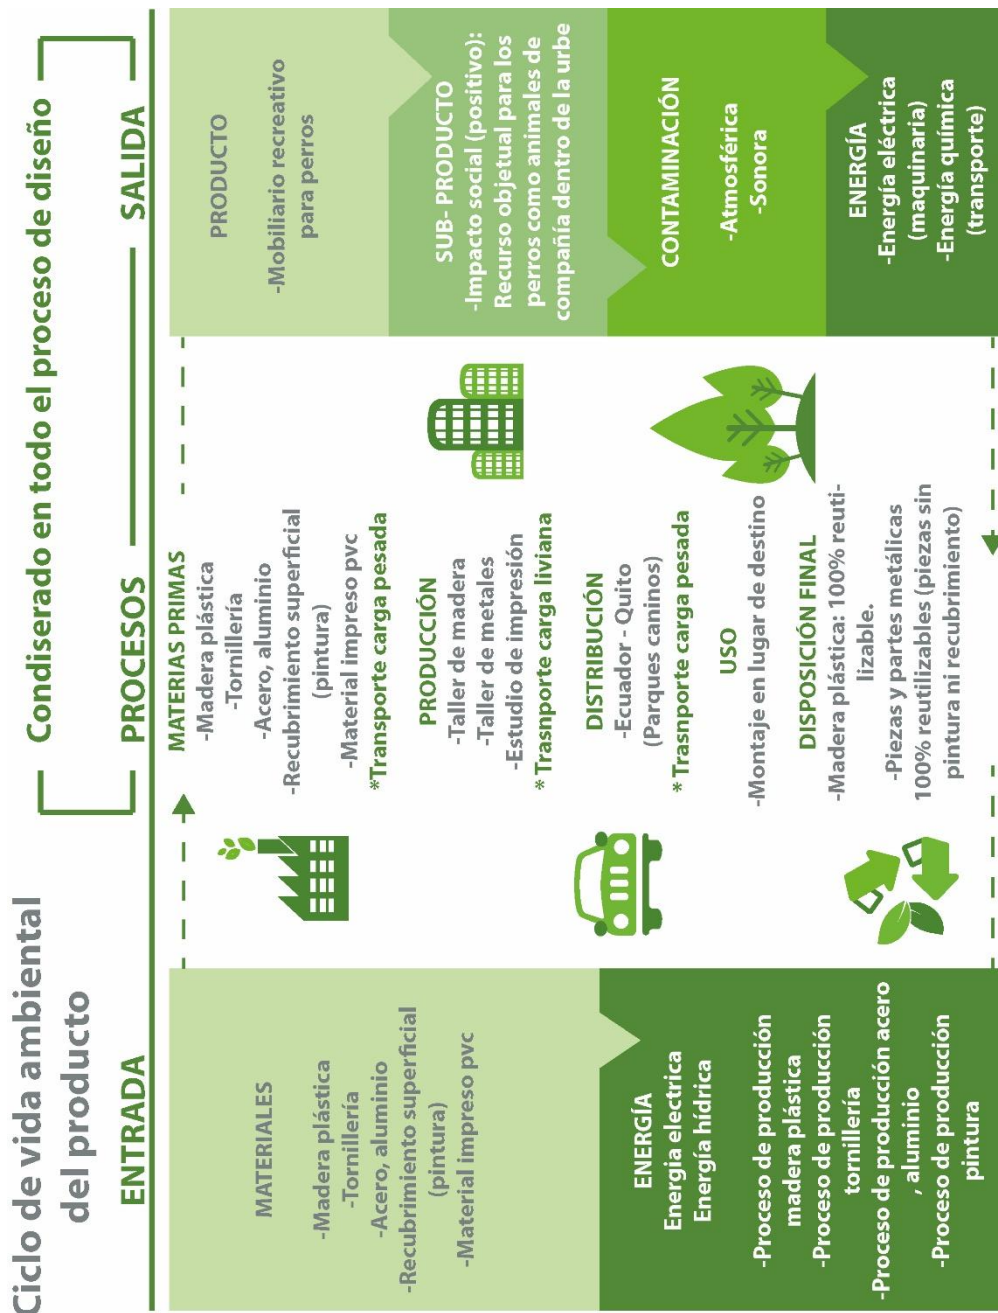 Ciclo de vida ambiental
del producto
Condiserado en todo el proceso de diseño
ENTRADA
PROCESOS
SALIDA
MATERIALES
-Madera plástica
-Tornillería
-Acero, aluminio
-Recubrimiento superficial
(pintura)
-Material impreso pvc
ENERGÍA
Energia electrica
Energía hídrica
-Proceso de producción
madera plástica
-Proceso de producción
tornillería
-Proceso de producción acero
, aluminio
-Proceso de producción
pintura
MATERIAS PRIMAS
-Madera plástica
-Tornillería
-Acero, aluminio
-Recubrimiento superficial
(pintura)
-Material impreso pvc
*Transporte carga pesada
PRODUCCIÓN
-Taller de madera
-Taller de metales
-Estudio de impresión
* Trasnporte carga liviana
DISTRIBUCIÓN
-Ecuador - Quito
(Parques caninos)
* Trasnporte carga pesada
USO
-Montaje en lugar de destino
DISPOSICIÓN FINAL
-Madera plástica: 100% reuti-
lizable.
-Piezas y partes metálicas
100% reutilizables (piezas sin
pintura ni recubrimiento)
PRODUCTO
-Mobiliario recreativo
para perros
SUB- PRODUCTO
-Impacto social (positivo):
Recurso objetual para los
perros como animales de
compañía dentro de la urbe
CONTAMINACIÓN
-Atmosférica
-Sonora
ENERGÍA
-Energía eléctrica
(maquinaria)
-Energía química
(transporte)